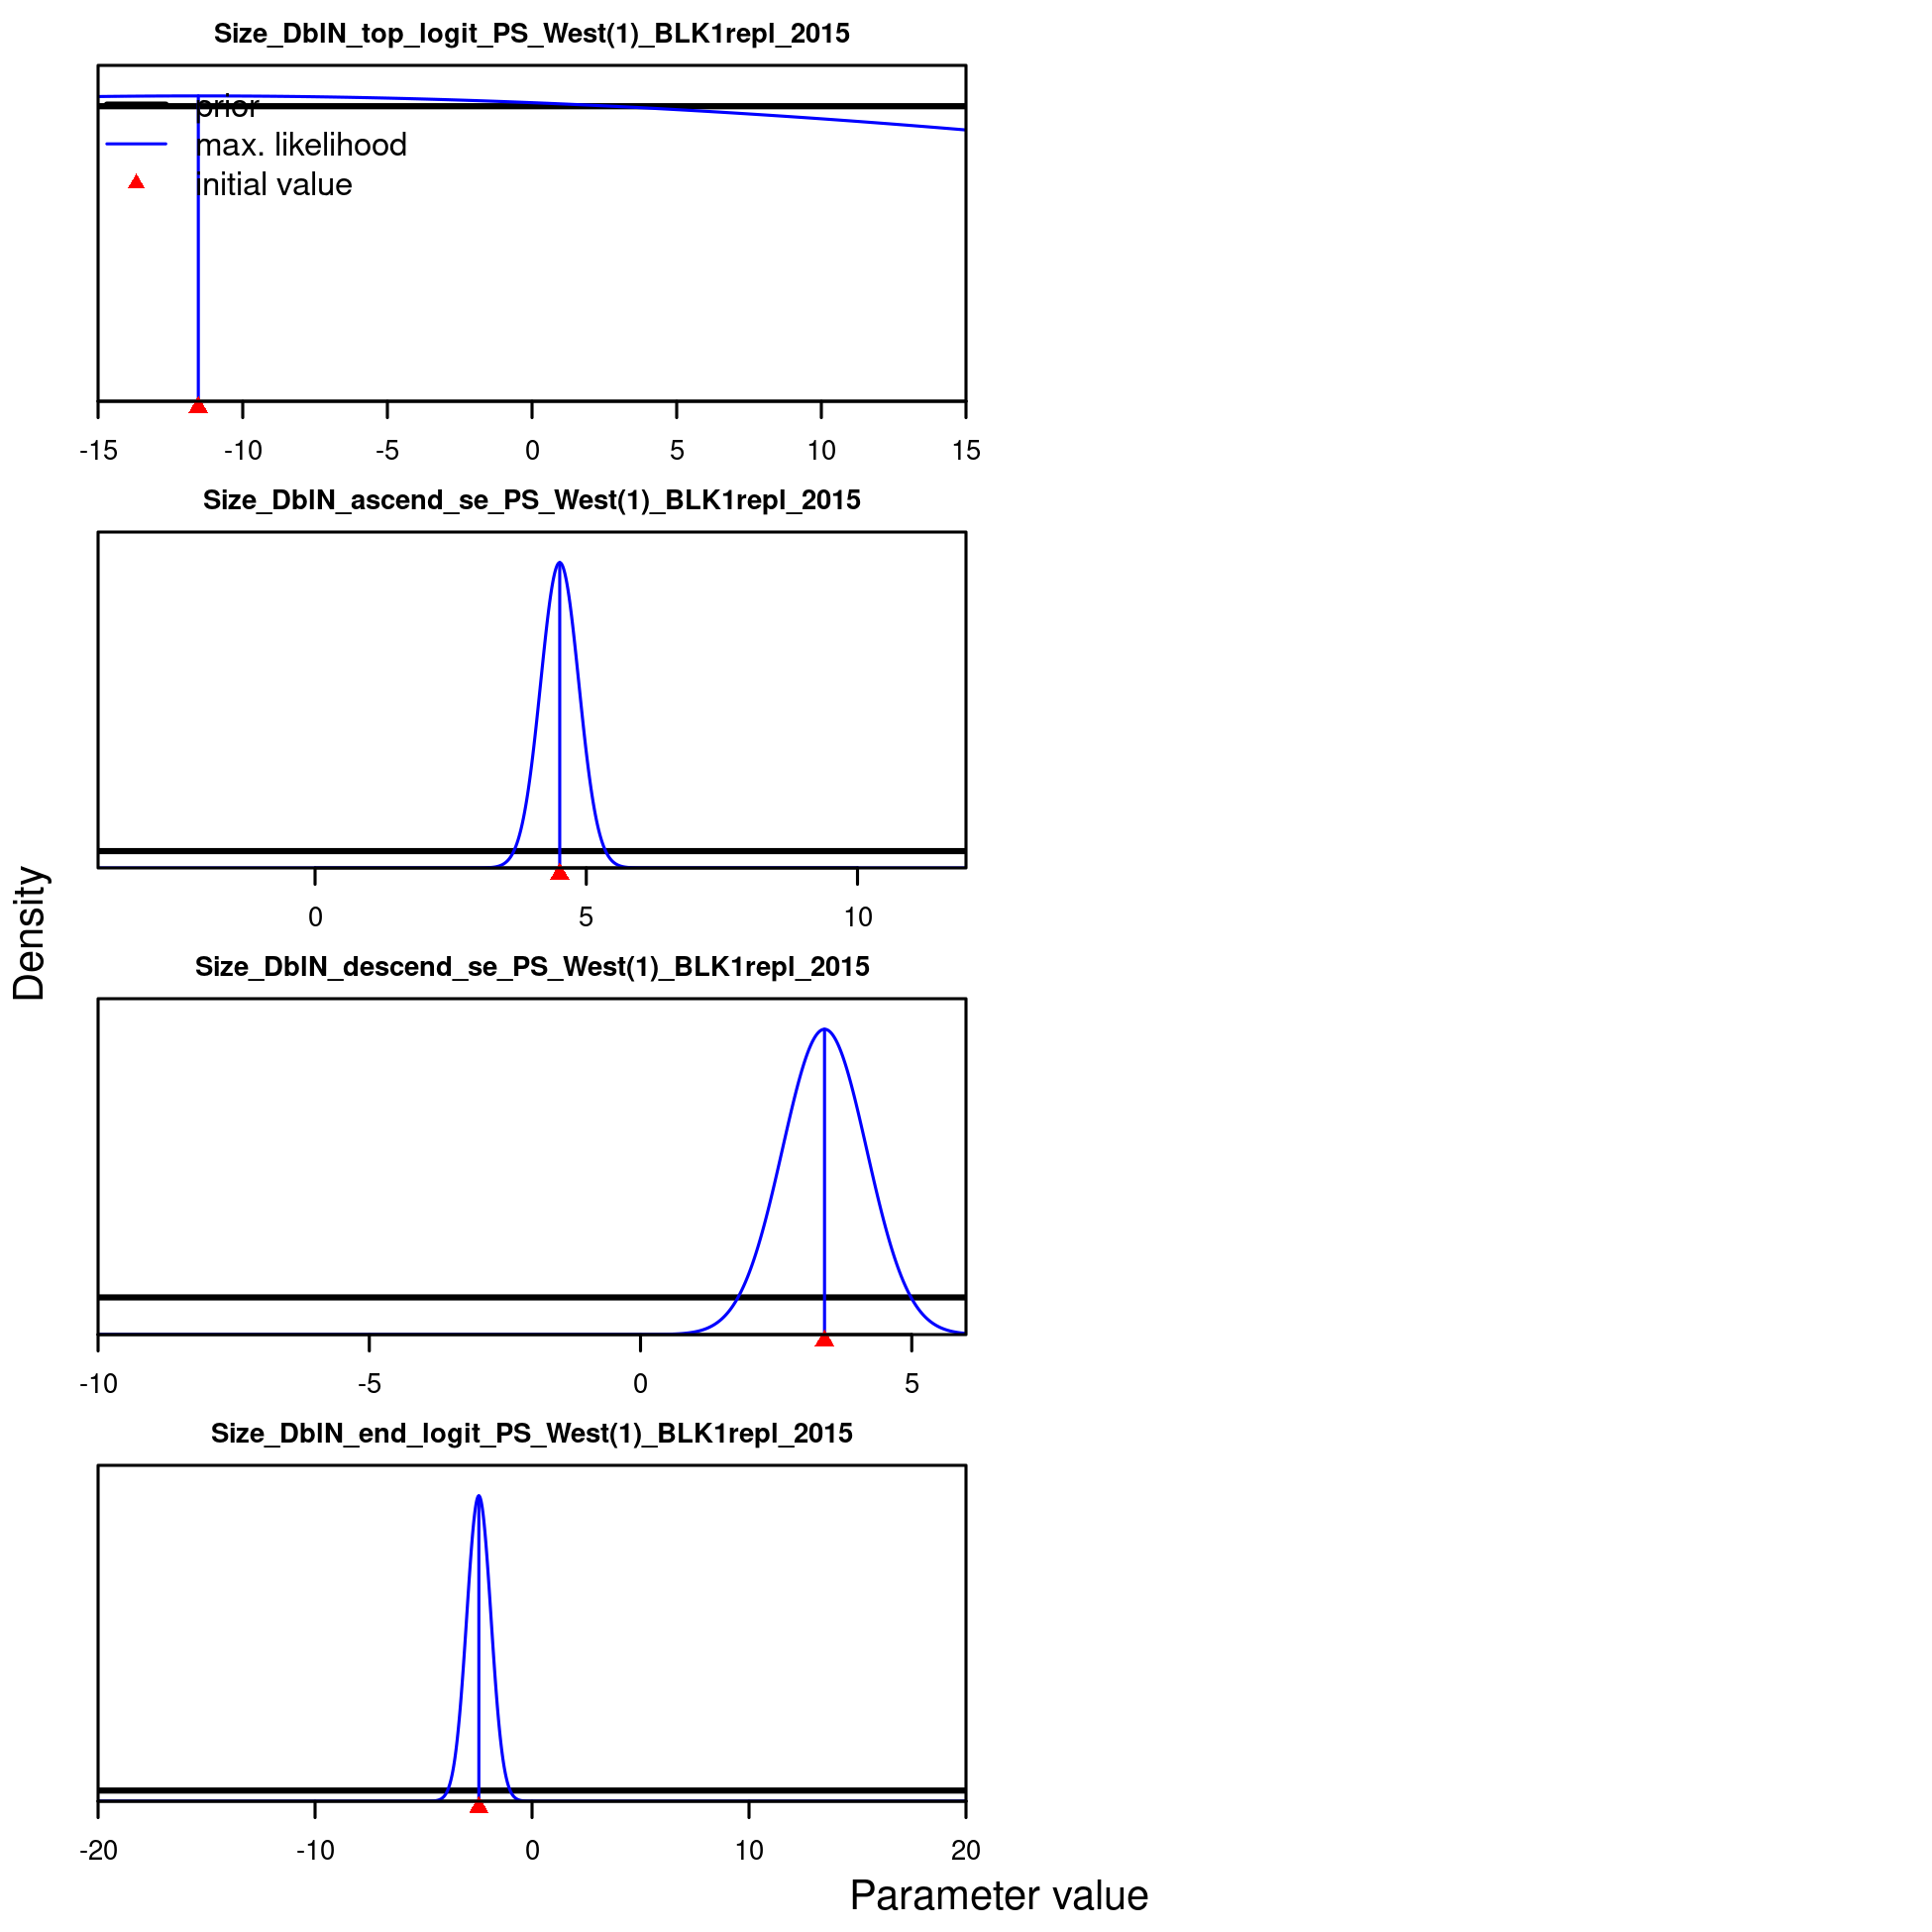 Size_DblN_top_logit_PS_West(1)_BLK1repl_2015
prior
max. likelihood
initial value
-15 -10 -5 0 5 10 15
Size_DblN_ascend_se_PS_West(1)_BLK1repl_2015
0 5 10
Size_DblN_descend_se_PS_West(1)_BLK1repl_2015
-10 -5 0 5
Size_DblN_end_logit_PS_West(1)_BLK1repl_2015
-20 -10 0 10 20
Density
Parameter value